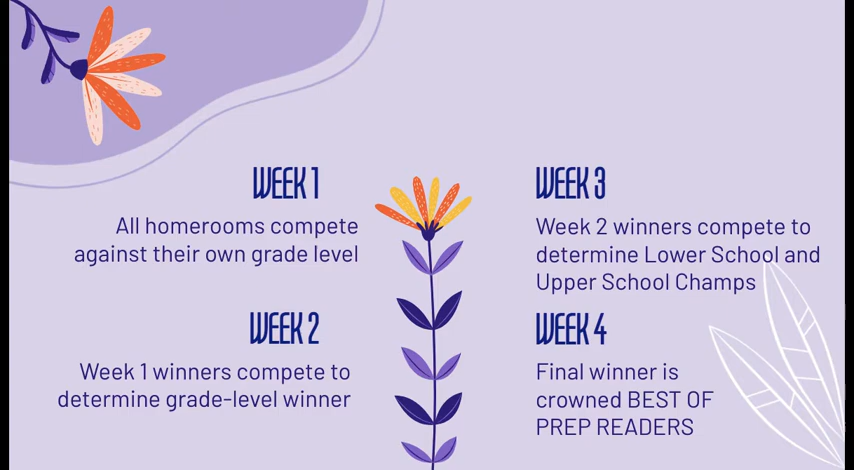 WEEK 1
All homerooms compete
against their own grade level
WEEK 2
Week 1 winners compete to
determine grade-level winner
WEEK 3
Week 2 winners compete to
determine Lower School and
Upper School Champs
WEEK 4
Final winner is
crowned BEST OF
PREP READERS